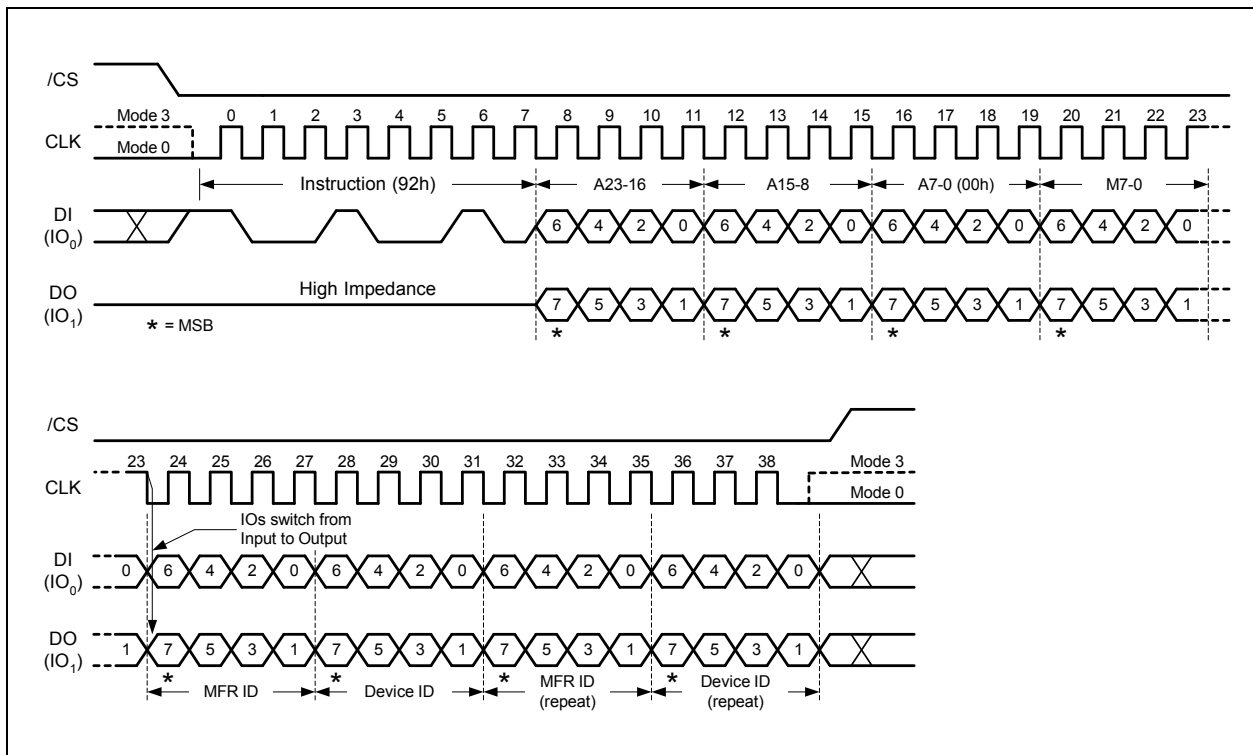 /CS
Mode 3 0 1 2 3 4 5 6 7 8 9 10 11 12 13 14 15 16 17 18 19 20 21 22 23
CLK
Mode 0
Instruction (92h) A23-16 A15-8 A7-0 (00h) M7-0
DI
(IO0) 6 4 2 0 6 4 2 0 6 4 2 0 6 4 2 0
High Impedance
DO
(IO1) 7 5 3 1 7 5 3 1 7 5 3 1 7 5 3 1
* = MSB * * * *
/CS
23 24 25 26 27 28 29 30 31 32 33 34 35 36 37 38 Mode 3
CLK
Mode 0
IOs switch from
Input to Output
DI
(IO0) 0 6 4 2 0 6 4 2 0 6 4 2 0 6 4 2 0
DO
(IO1) 1 7 5 3 1 7 5 3 1 7 5 3 1 7 5 3 1
* * * *
MFR ID Device ID MFR ID
(repeat) Device ID
(repeat)